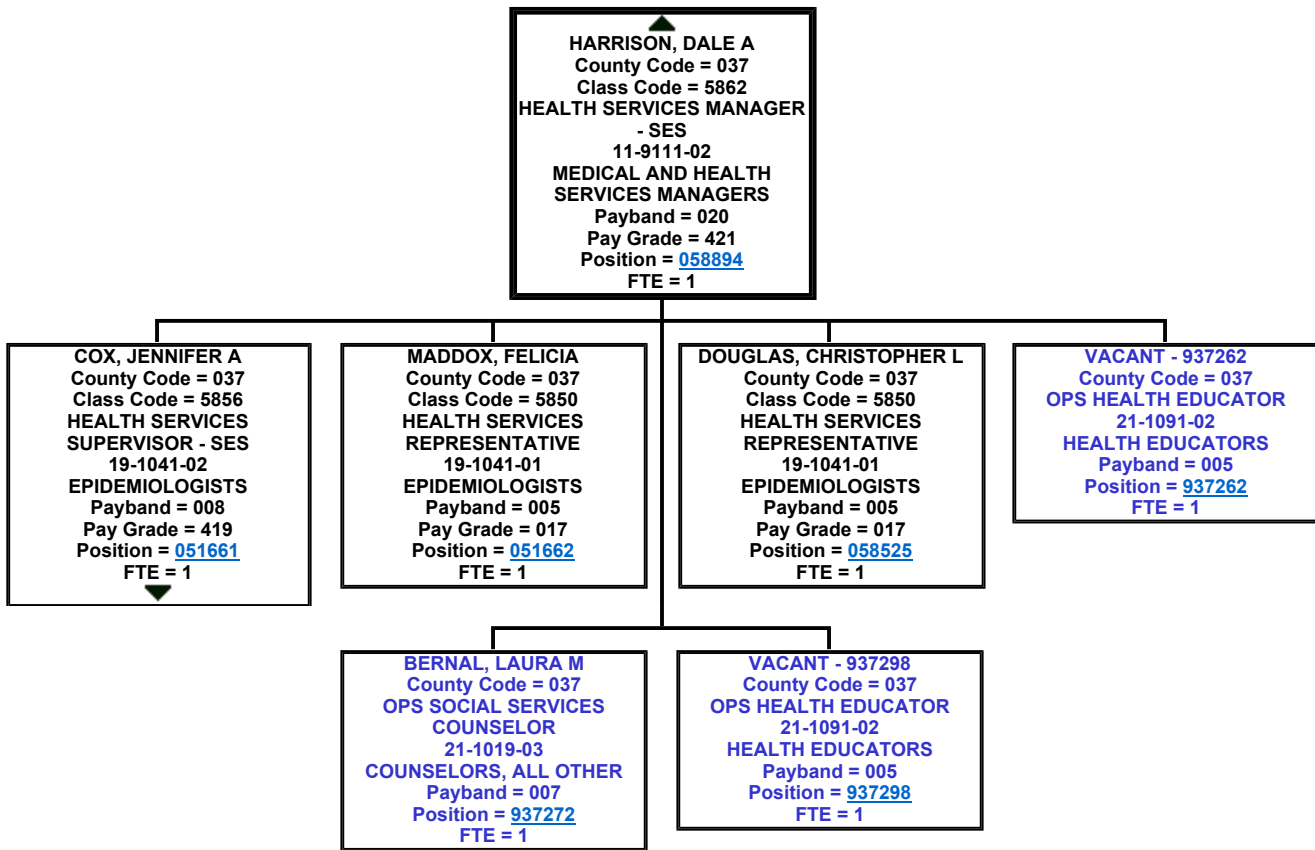 HARRISON, DALE A
County Code = 037
Class Code = 5862
HEALTH SERVICES MANAGER
- SES
11-9111-02
MEDICAL AND HEALTH
SERVICES MANAGERS
Payband = 020
Pay Grade = 421
Position = 058894
FTE = 1
COX, JENNIFER A
County Code = 037
Class Code = 5856
HEALTH SERVICES
SUPERVISOR - SES
19-1041-02
EPIDEMIOLOGISTS
Payband = 008
Pay Grade = 419
Position = 051661
FTE = 1
MADDOX, FELICIA
County Code = 037
Class Code = 5850
HEALTH SERVICES
REPRESENTATIVE
19-1041-01
EPIDEMIOLOGISTS
Payband = 005
Pay Grade = 017
Position = 051662
FTE = 1
DOUGLAS, CHRISTOPHER L
County Code = 037
Class Code = 5850
HEALTH SERVICES
REPRESENTATIVE
19-1041-01
EPIDEMIOLOGISTS
Payband = 005
Pay Grade = 017
Position = 058525
FTE = 1
VACANT - 937262
County Code = 037
OPS HEALTH EDUCATOR
21-1091-02
HEALTH EDUCATORS
Payband = 005
Position = 937262
FTE = 1
BERNAL, LAURA M
County Code = 037
OPS SOCIAL SERVICES
COUNSELOR
21-1019-03
COUNSELORS, ALL OTHER
Payband = 007
Position = 937272
FTE = 1
VACANT - 937298
County Code = 037
OPS HEALTH EDUCATOR
21-1091-02
HEALTH EDUCATORS
Payband = 005
Position = 937298
FTE = 1